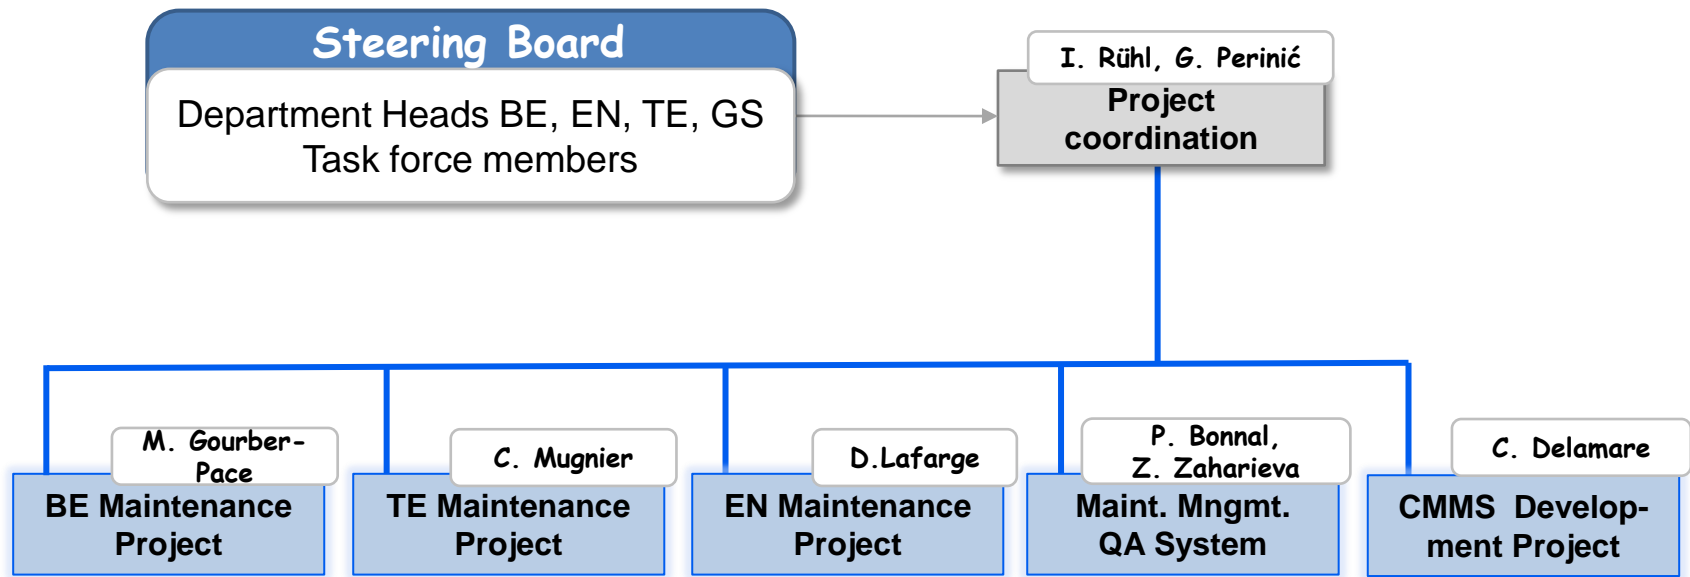 Steering Board
Department Heads BE, EN, TE, GS
Task force members
I. Rühl, G. Perinić
Project
coordination
M. Gourber-
Pace
BE Maintenance
Project
C. Mugnier
TE Maintenance
Project
D.Lafarge
EN Maintenance
Project
P. Bonnal,
Z. Zaharieva
Maint. Mngmt.
QA System
C. Delamare
CMMS Develop-
ment Project